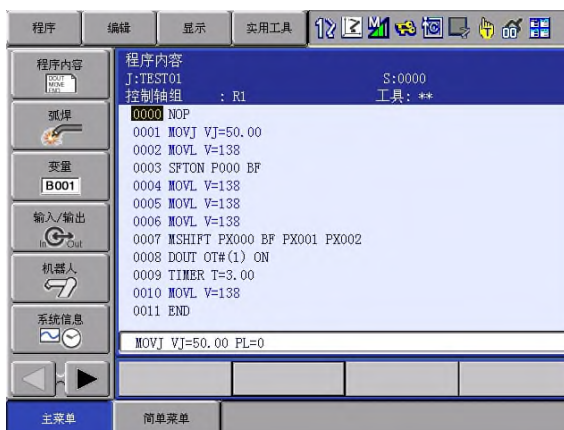 程序 编辑 显示 实用工具
程序内容
DOUT
MOVE
END
弧焊
变量
B001
输入/输出
In Out
机器人
系统信息
程序内容
J:TEST01 S:0000
控制轴组 : R1 工具: **
0000 NOP
0001 MOVJ VJ=50.00
0002 MOVL V=138
0003 SFTON P000 BF
0004 MOVL V=138
0005 MOVL V=138
0006 MOVL V=138
0007 MSHIFT PX000 BF PX001 PX002
0008 DOUT OT#(1) ON
0009 TIMER T=3.00
0010 MOVL V=138
0011 END
MOVJ VJ=50.00 PL=0
主菜单 简单菜单